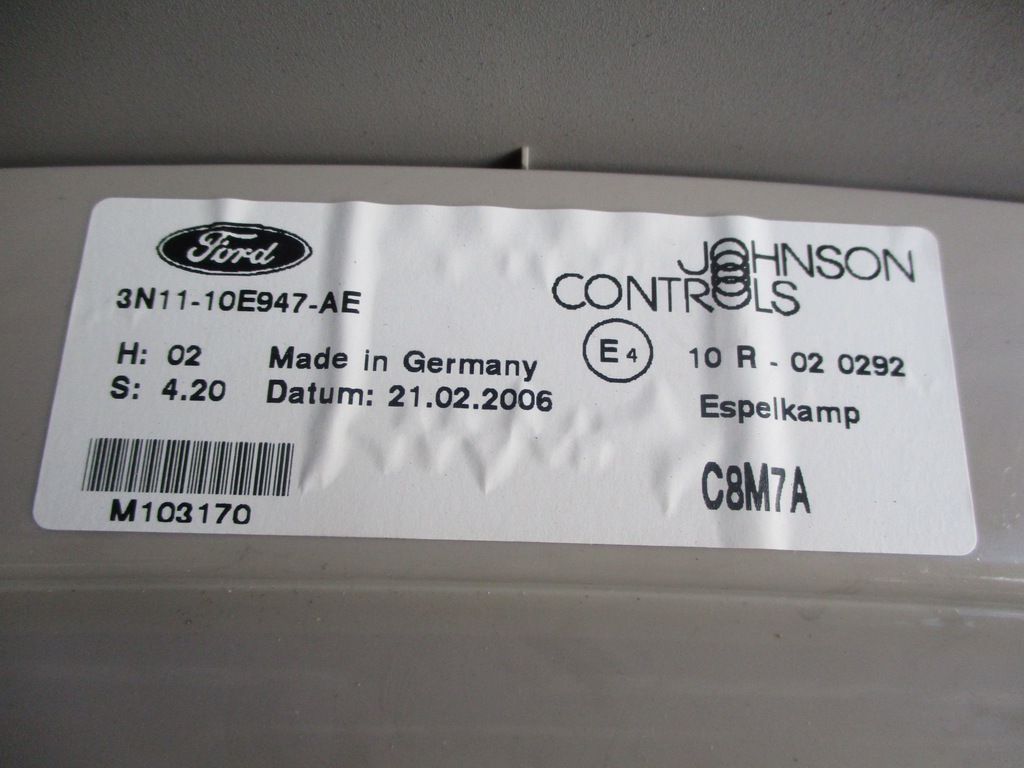 Ford
3N11-10E947-AE
H: 02
S: 4.20
Made in Germany
Datum: 21.02.2006
M103170
JOHNSON
CONTROLS
E4
10 R - 02 0292
Espelkamp
C8M7A